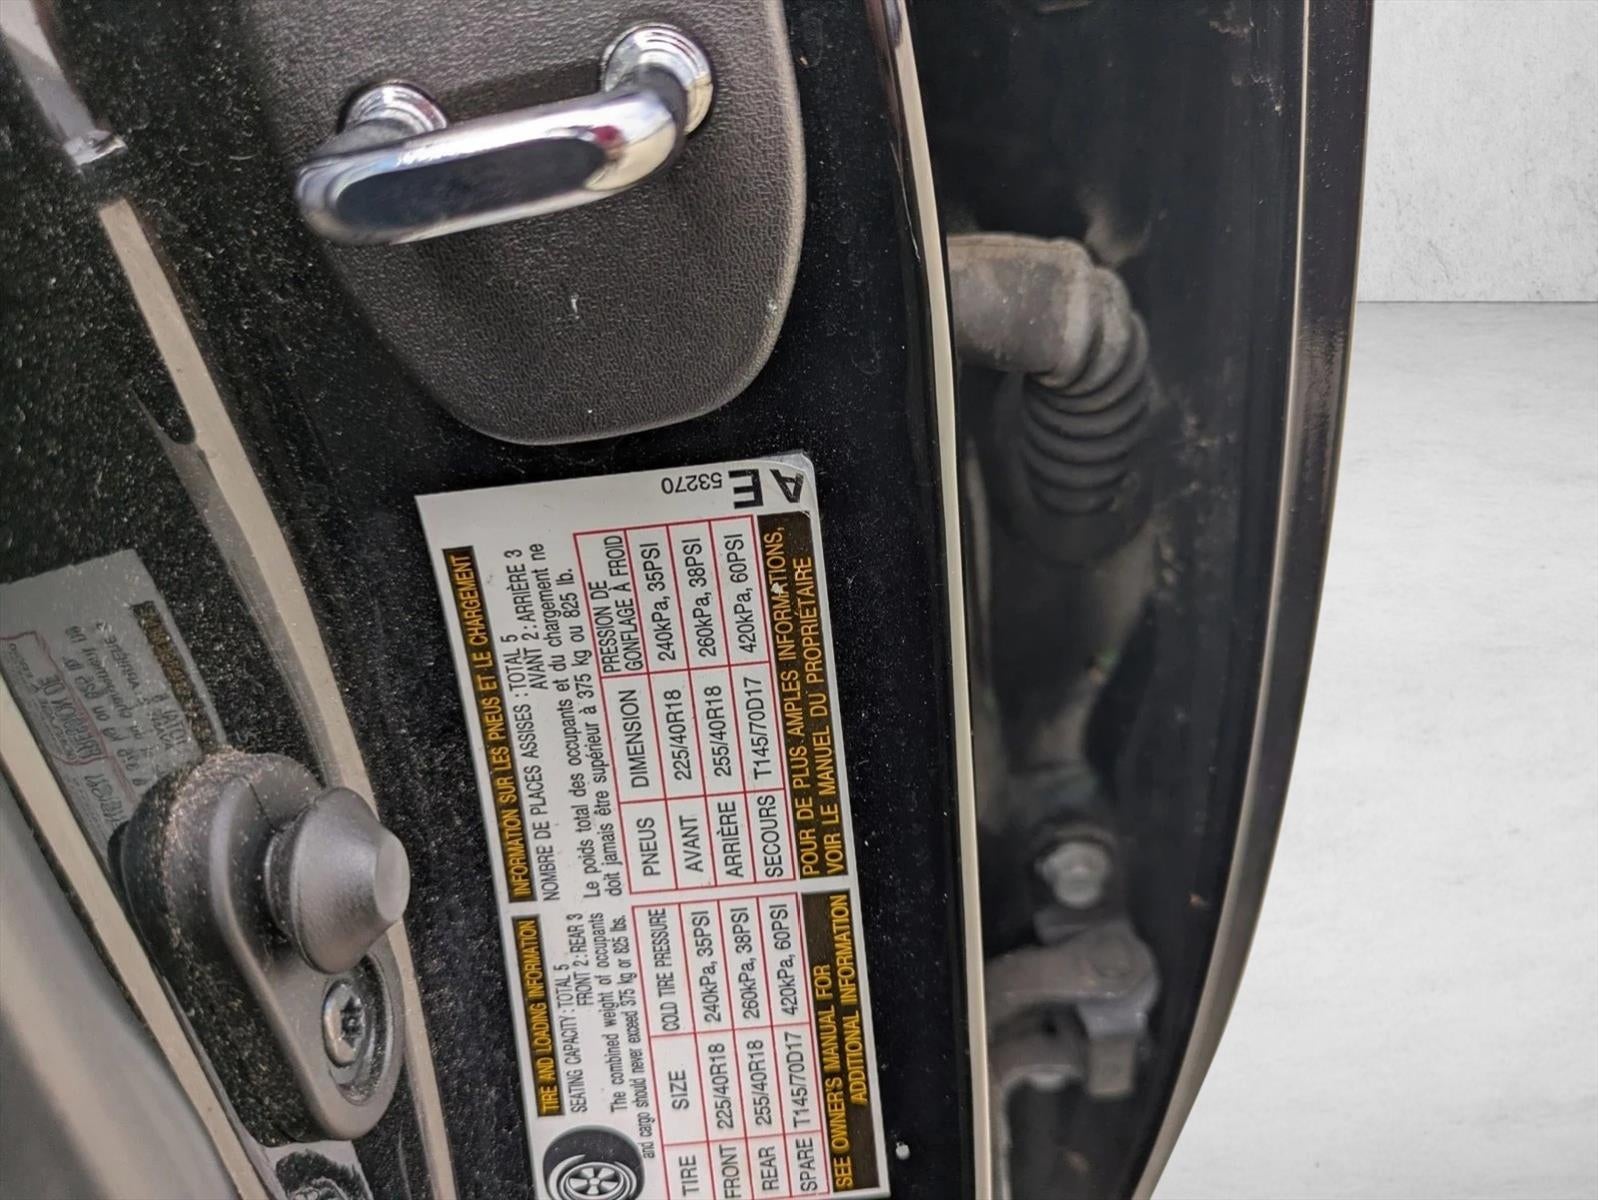 TIRE AND LOADING INFORMATION
SEATING CAPACITY : TOTAL 5
FRONT 2 : REAR 3
The combined weight of occupants
and cargo should never exceed 375 kg or 825 lbs.
TIRE SIZE COLD TIRE PRESSURE
FRONT 225/40R18 240kPa, 35PSI
REAR 255/40R18 260kPa, 38PSI
SPARE T145/70D17 420kPa, 60PSI
SEE OWNER'S MANUAL FOR
ADDITIONAL INFORMATION
INFORMATION SUR LES PNEUS ET LE CHARGEMENT
NOMBRE DE PLACES ASSISES : TOTAL 5
AVANT 2 : ARRIÈRE 3
Le poids total des occupants et du chargement ne
doit jamais être supérieur à 375 kg ou 825 lb.
PNEUS DIMENSION PRESSION DE
GONFLAGE À FROID
AVANT 225/40R18 240kPa, 35PSI
ARRIÈRE 255/40R18 260kPa, 38PSI
SECOURS T145/70D17 420kPa, 60PSI
POUR DE PLUS AMPLES INFORMATIONS,
VOIR LE MANUEL DU PROPRIÉTAIRE
53270
AE